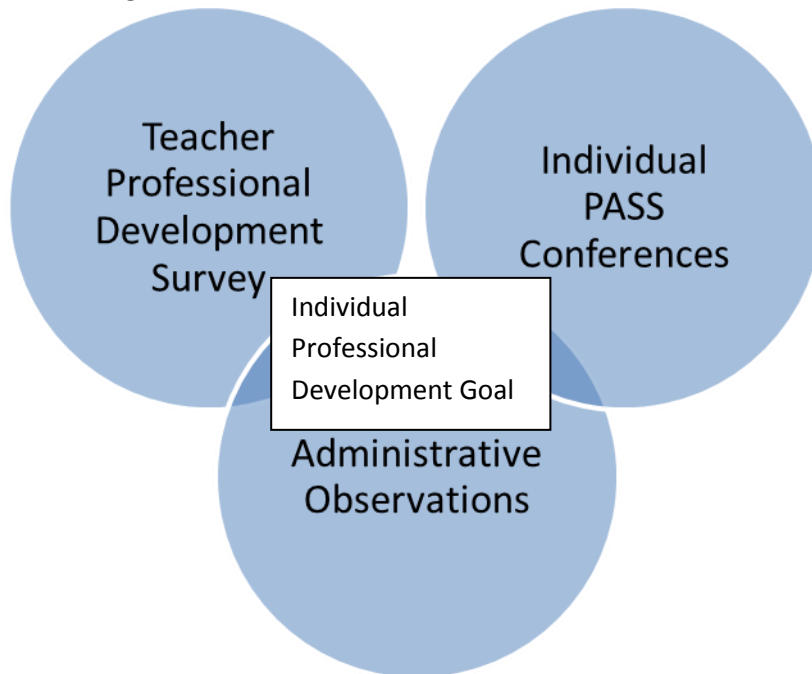 Teacher
Professional
Development
Survey
Individual
PASS
Conferences
Individual
Professional
Development Goal
Administrative
Observations